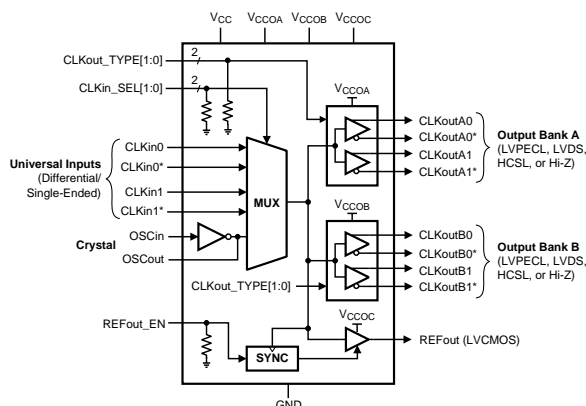 VCC VCCOA VCCOB VCCOC
CLKout_TYPE[1:0] 2
CLKin_SEL[1:0] 2
VCCOA
CLKoutA0
CLKoutA0*
CLKoutA1
CLKoutA1*
Output Bank A
(LVPECL, LVDS,
HCSL, or Hi-Z)
Universal Inputs
(Differential/
Single-Ended)
CLKin0
CLKin0*
CLKin1
CLKin1*
MUX
Crystal
OSCin
OSCout
VCCOB
CLKoutB0
CLKoutB0*
CLKoutB1
CLKoutB1*
Output Bank B
(LVPECL, LVDS,
HCSL, or Hi-Z)
CLKout_TYPE[1:0]
REFout_EN
SYNC
VCCOC
REFout (LVCMOS)
GND